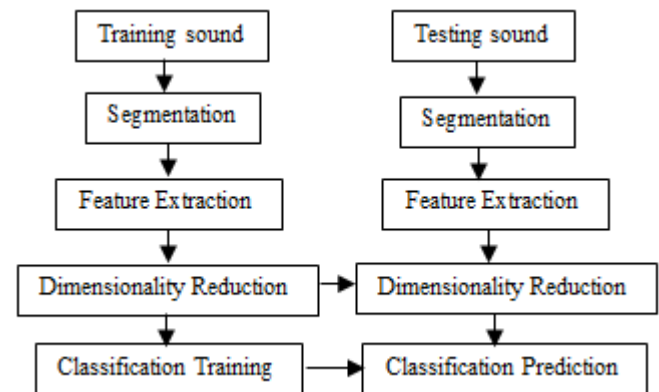 Training sound
Testing sound
Segmentation
Segmentation
Feature Extraction
Feature Extraction
Dimensionality Reduction
Dimensionality Reduction
Classification Training
Classification Prediction